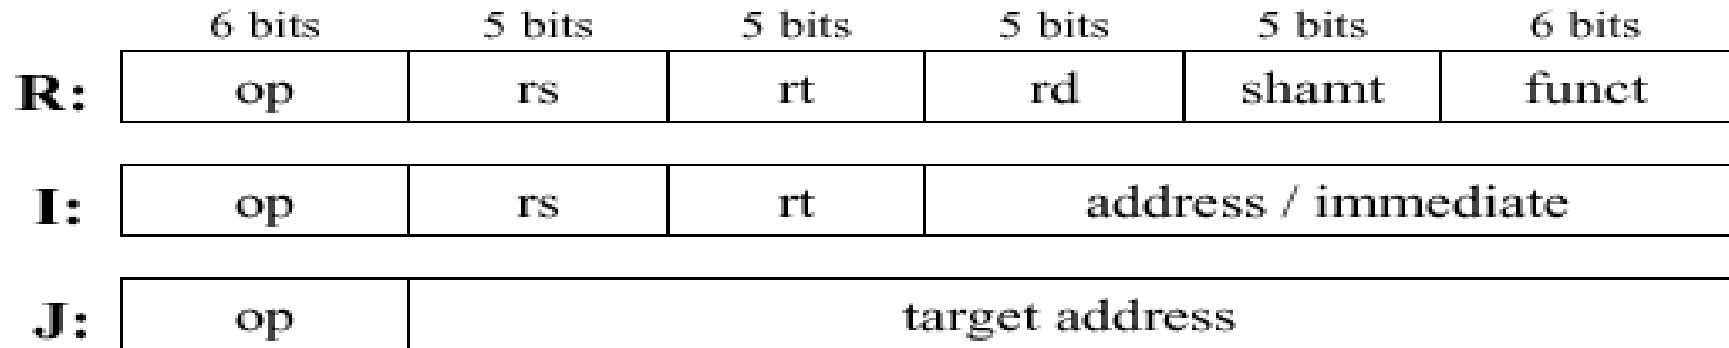 6 bits 5 bits 5 bits 5 bits 5 bits 6 bits
R: op rs rt rd shamt funct
I: op rs rt address / immediate
J: op target address